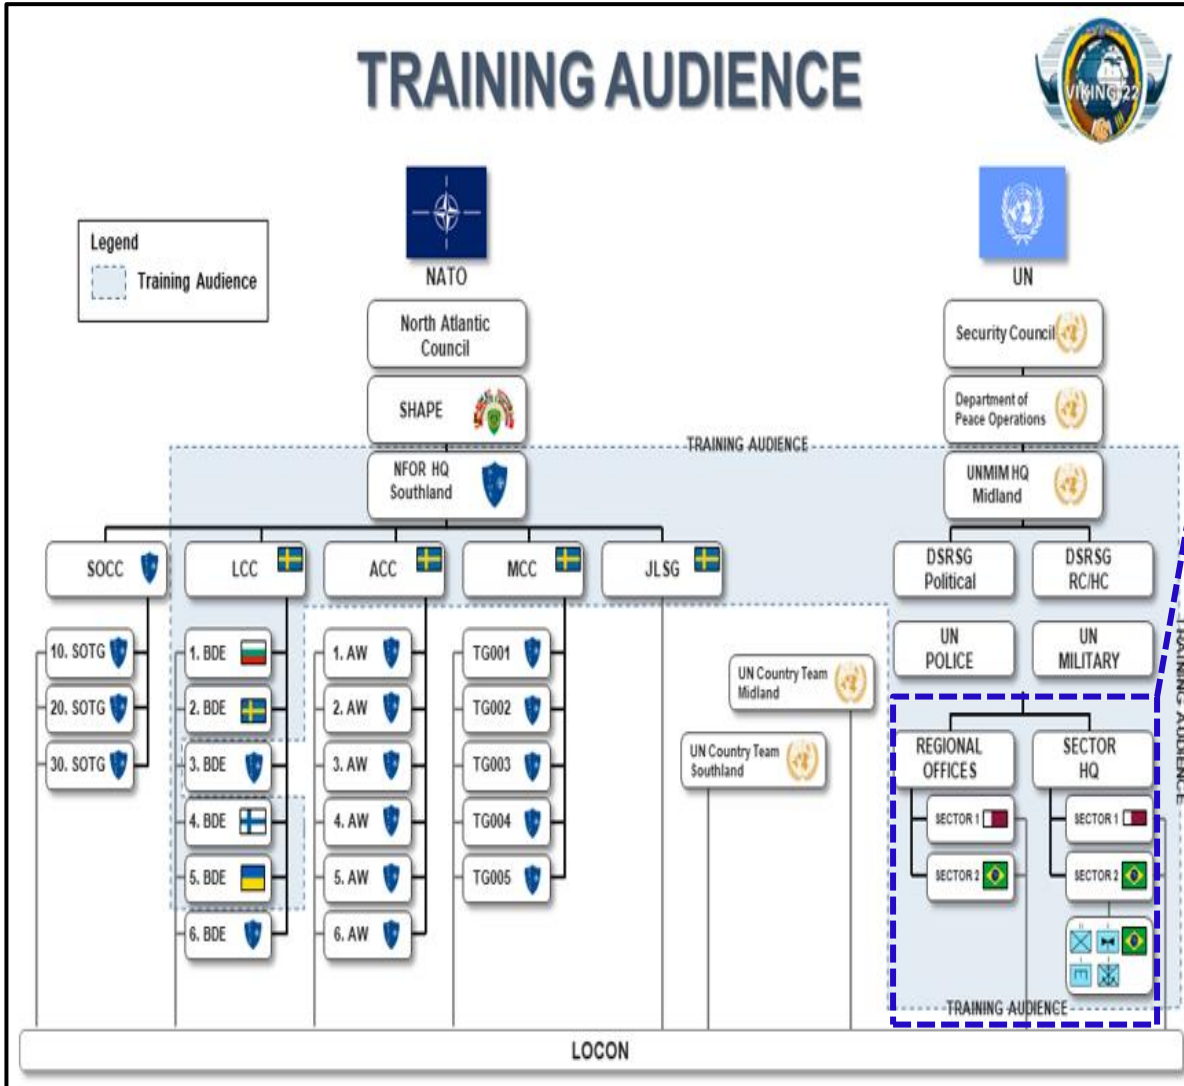 TRAINING AUDIENCE
VIKING 22
Legend
Training Audience
NATO
UN
North Atlantic
Council
Security Council
SHAPE
Department of
Peace Operations
TRAINING AUDIENCE
NFOR HQ
Southland
UNMIM HQ
Midland
SOCC
LCC
ACC
MCC
JLSG
DSRSG
Political
DSRSG
RC/HC
10. SOTG
20. SOTG
30. SOTG
1. BDE
2. BDE
3. BDE
4. BDE
5. BDE
6. BDE
1. AW
2. AW
3. AW
4. AW
5. AW
6. AW
TG001
TG002
TG003
TG004
TG005
UN Country Team
Midland
UN Country Team
Southland
UN
POLICE
UN
MILITARY
REGIONAL
OFFICES
SECTOR
HQ
SECTOR 1
SECTOR 2
SECTOR 1
SECTOR 2
TRAINING AUDIENCE
TRAINING AUDIENCE
LOCON